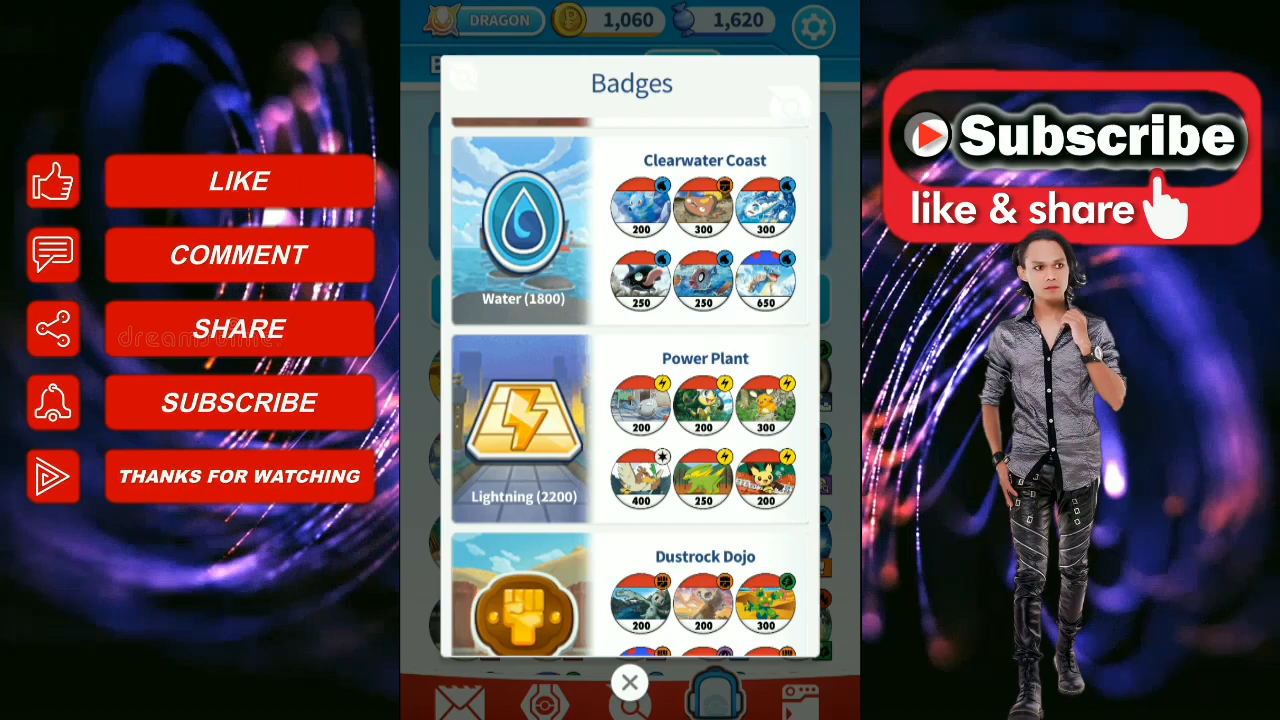 LIKE
COMMENT
SHARE
SUBSCRIBE
THANKS FOR WATCHING
dreamstime.
DRAGON
1,060
1,620
Badges
Clearwater Coast
200 300 300
250 250 650
Water (1800)
Power Plant
200 200 300
400 250 200
Lightning (2200)
Dustrock Dojo
200 200 300
Subscribe
like & share